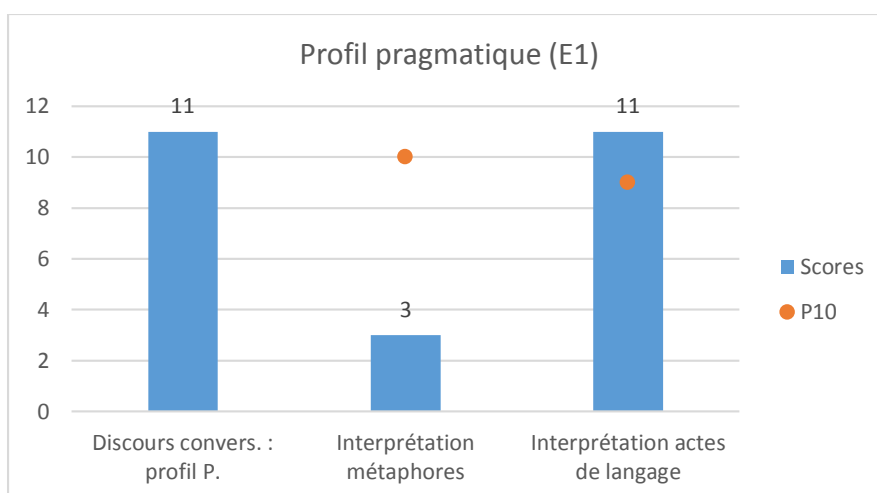 Profil pragmatique (E1)
12
10
8
6
4
2
0
11
3
11
Discours convers. :
profil P.
Interprétation
métaphores
Interprétation actes
de langage
Scores
P10